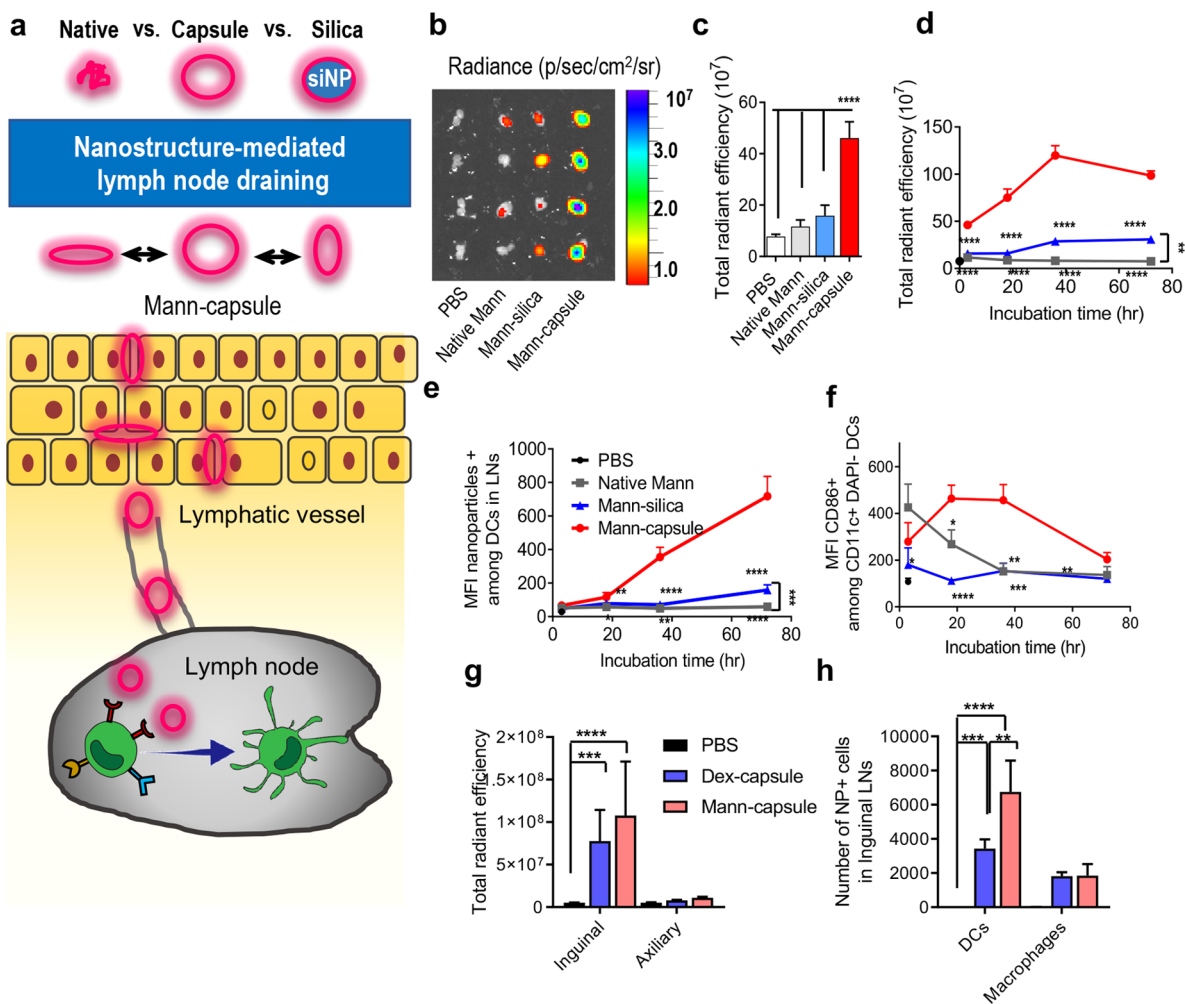 a
Native vs. Capsule vs. Silica
siNP
Nanostructure-mediated
lymph node draining
Mann-capsule
Lymphatic vessel
Lymph node
b
Radiance (p/sec/cm²/sr)
10⁷
3.0
2.0
1.0
PBS
Native Mann
Mann-silica
Mann-capsule
c
Total radiant efficiency (10⁷)
60
40
20
0
****
PBS
Native Mann
Mann-silica
Mann-capsule
d
Total radiant efficiency (10⁷)
150
100
50
0
**** **** **** ****
**** **** **** ****
**
0 20 40 60 80
Incubation time (hr)
e
MFI nanoparticles +
among DCs in LNs
1000
800
600
400
200
0
PBS
Native Mann
Mann-silica
Mann-capsule
** **** ****
* ** ****
***
0 20 40 60 80
Incubation time (hr)
f
MFI CD86+
among CD11c+ DAPI- DCs
600
400
200
0
* * ** **
**** ***
0 20 40 60 80
Incubation time (hr)
g
Total radiant efficiency
2×10⁸
1.5×10⁸
1×10⁸
5×10⁷
0
****
***
PBS
Dex-capsule
Mann-capsule
Inguinal
Axiliary
h
Number of NP+ cells
in Inguinal LNs
10000
8000
6000
4000
2000
0
****
*** **
DCs
Macrophages